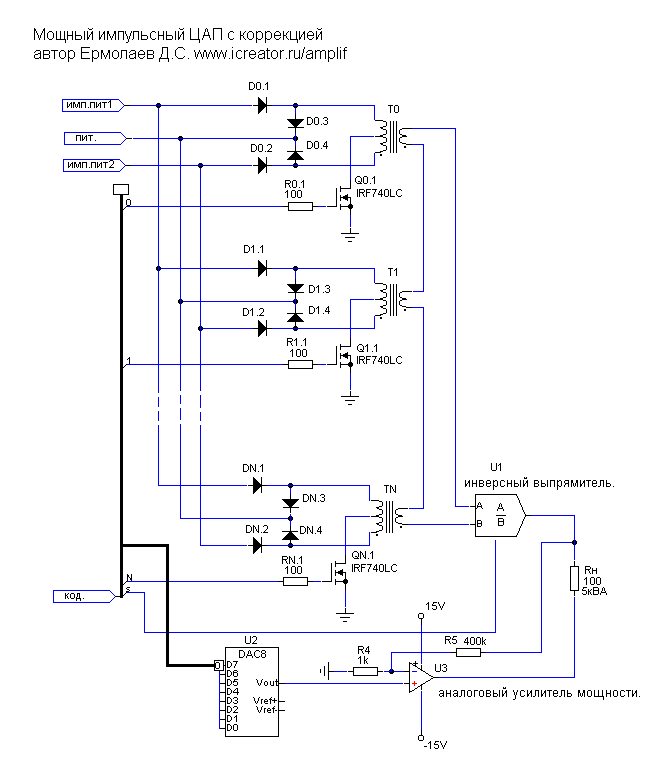 Мощный импульсный ЦАП с коррекцией
автор Ермолаев Д.С. www.icreator.ru/amplif
D0.1
T0
имп.пит1
D0.3
пит.
D0.4
имп.пит2
D0.2
R0.1
100
Q0.1
IRF740LC
0
D1.1
T1
D1.3
D1.4
D1.2
R1.1
100
Q1.1
IRF740LC
1
DN.1
TN
U1
инверсный выпрямитель.
DN.3
A
A
B
B
DN.2
DN.4
RN.1
100
QN.1
IRF740LC
Rн
100
5кВА
N
s
код.
15V
U2
DAC8
R4
1k
R5 400k
0
D7
D6
D5
D4
D3
D2
D1
D0
Vout
Vref+
Vref-
U3
аналоговый усилитель мощности.
-15V